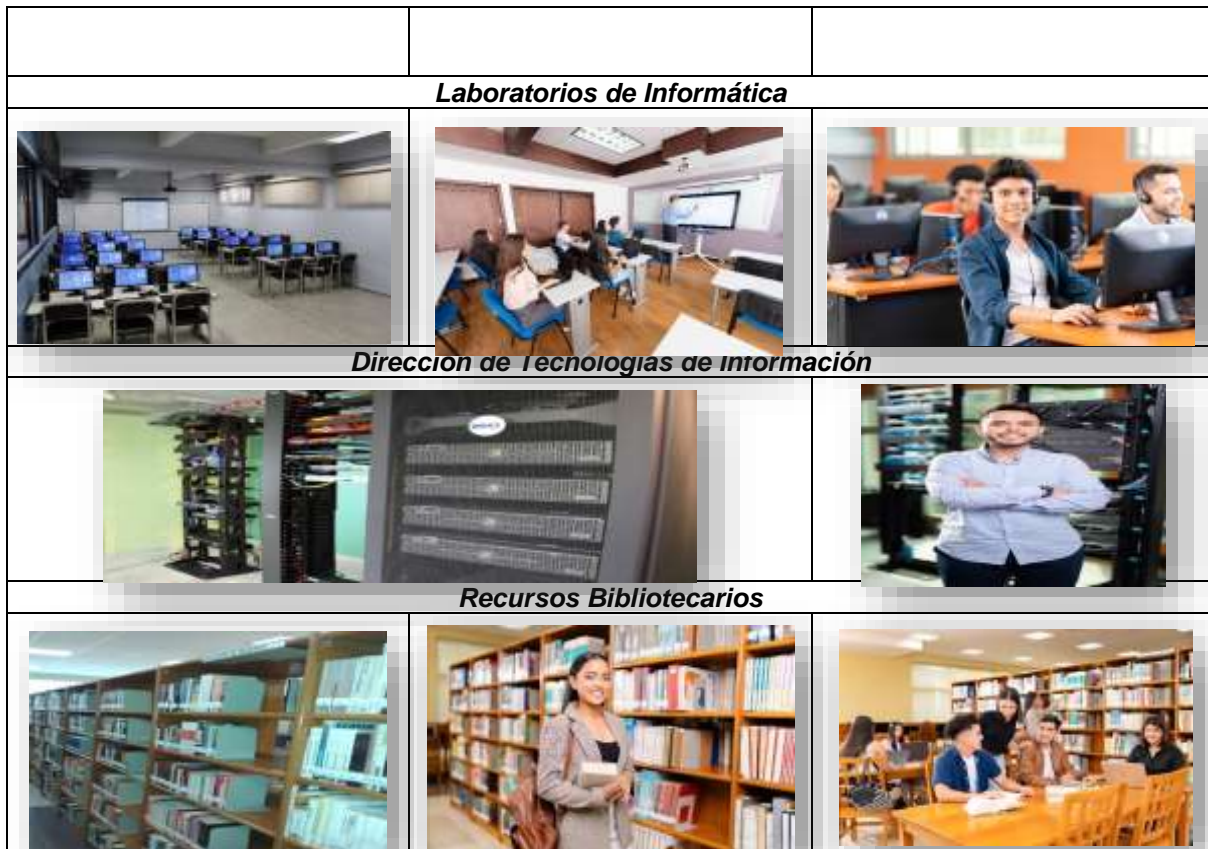 Laboratorios de Informática
Dirección de Tecnologías de Información
Recursos Bibliotecarios